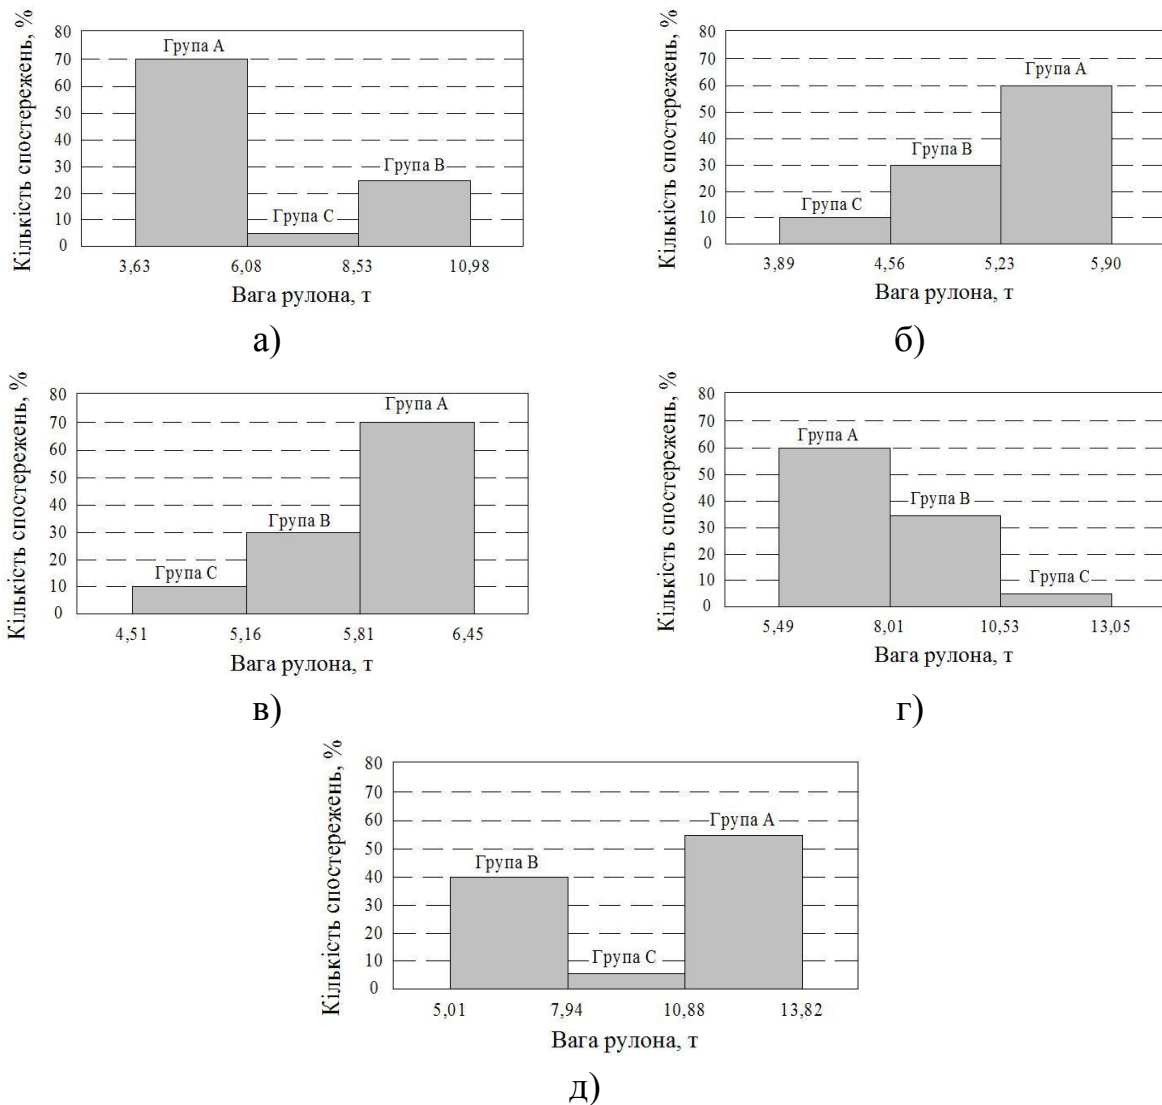 Кількість спостережень, %
80
70
60
50
40
30
20
10
0
Група А
Група С
Група В
3,63 6,08 8,53 10,98
Вага рулона, т
а)
Кількість спостережень, %
80
70
60
50
40
30
20
10
0
Група С
Група В
Група А
3,89 4,56 5,23 5,90
Вага рулона, т
б)
Кількість спостережень, %
80
70
60
50
40
30
20
10
0
Група С
Група В
Група А
4,51 5,16 5,81 6,45
Вага рулона, т
в)
Кількість спостережень, %
80
70
60
50
40
30
20
10
0
Група А
Група В
Група С
5,49 8,01 10,53 13,05
Вага рулона, т
г)
Кількість спостережень, %
80
70
60
50
40
30
20
10
0
Група В
Група С
Група А
5,01 7,94 10,88 13,82
Вага рулона, т
д)